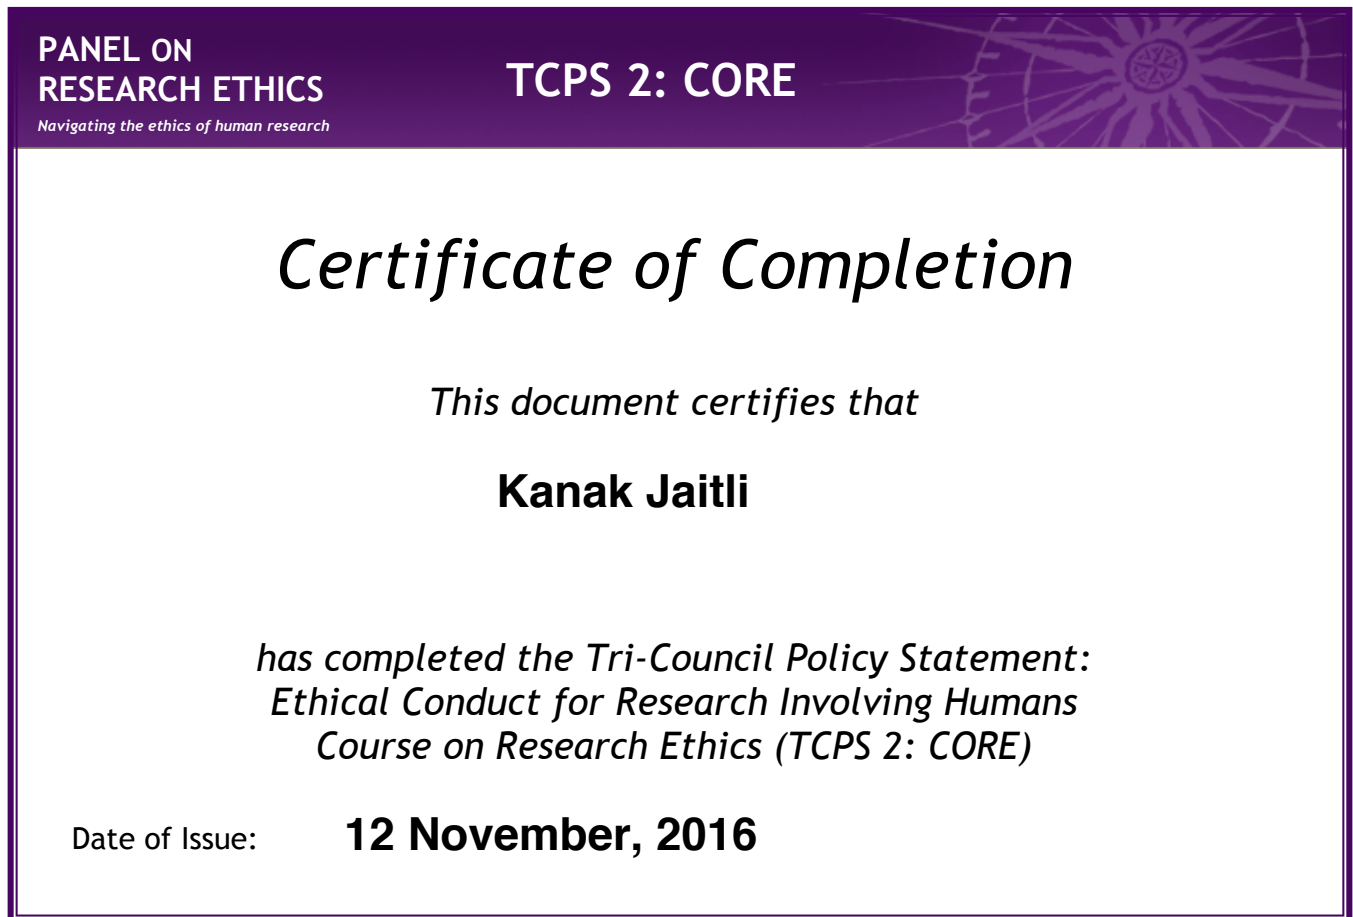 PANEL ON
RESEARCH ETHICS
Navigating the ethics of human research
TCPS 2: CORE
Certificate of Completion
This document certifies that
Kanak Jaitli
has completed the Tri-Council Policy Statement:
Ethical Conduct for Research Involving Humans
Course on Research Ethics (TCPS 2: CORE)
Date of Issue: 12 November, 2016